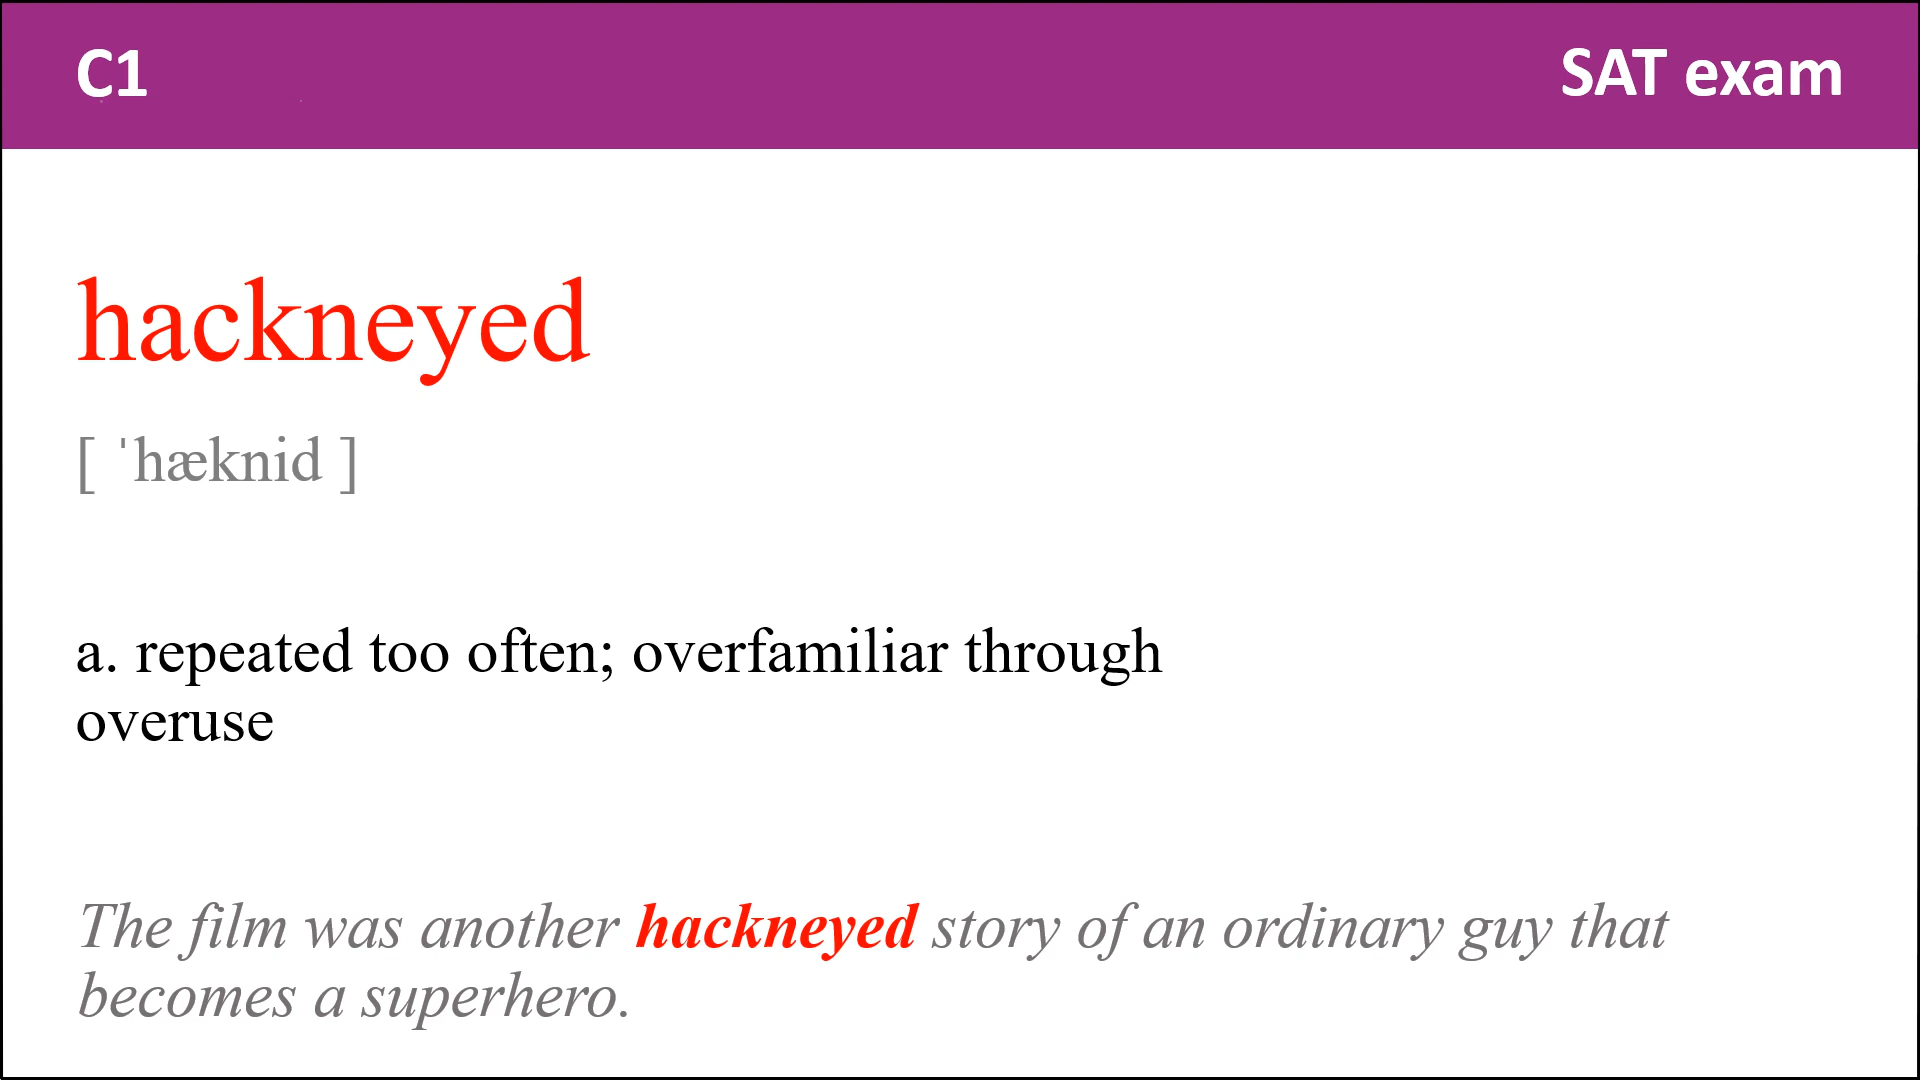 C1
SAT exam
hackneyed
[ ˈhæknid ]
a. repeated too often; overfamiliar through
overuse
The film was another hackneyed story of an ordinary guy that
becomes a superhero.